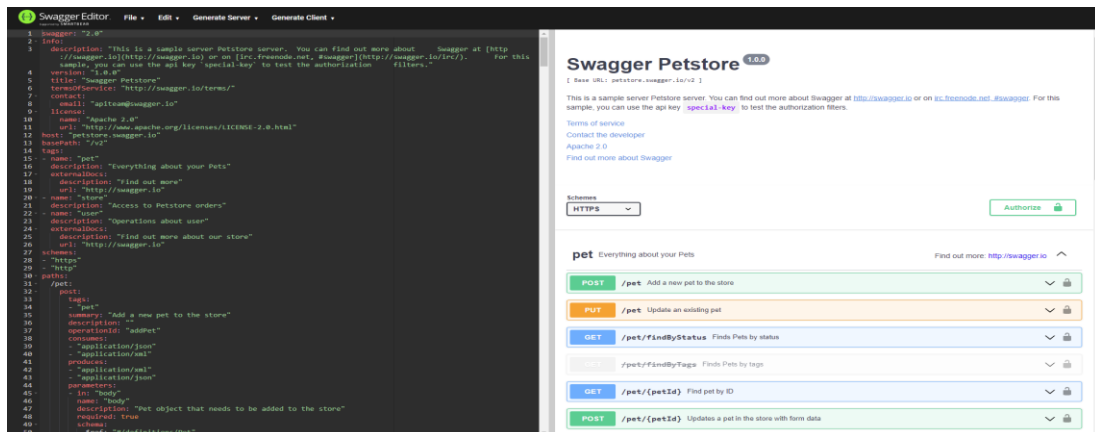 Swagger Editor
Supported by SMARTBEAR
File
Edit
Generate Server
Generate Client
1 swagger: "2.0"
2 info:
3 description: "This is a sample server Petstore server. You can find out more about Swagger at [http
://swagger.io](http://swagger.io) or on [irc.freenode.net, #swagger](http://swagger.io/irc/). For this
sample, you can use the api key `special-key` to test the authorization filters."
4 version: "1.0.0"
5 title: "Swagger Petstore"
6 termsOfService: "http://swagger.io/terms/"
7 contact:
8 email: "apiteam@swagger.io"
9 license:
10 name: "Apache 2.0"
11 url: "http://www.apache.org/licenses/LICENSE-2.0.html"
12 host: "petstore.swagger.io"
13 basePath: "/v2"
14 tags:
15 - name: "pet"
16 description: "Everything about your Pets"
17 externalDocs:
18 description: "Find out more"
19 url: "http://swagger.io"
20 - name: "store"
21 description: "Access to Petstore orders"
22 - name: "user"
23 description: "Operations about user"
24 externalDocs:
25 description: "Find out more about our store"
26 url: "http://swagger.io"
27 schemes:
28 - "https"
29 - "http"
30 paths:
31 /pet:
32 post:
33 tags:
34 - "pet"
35 summary: "Add a new pet to the store"
36 description: ""
37 operationId: "addPet"
38 consumes:
39 - "application/json"
40 - "application/xml"
41 produces:
42 - "application/xml"
43 - "application/json"
44 parameters:
45 - in: "body"
46 name: "body"
47 description: "Pet object that needs to be added to the store"
48 required: true
49 schema:
50 $ref: "#/definitions/Pet"
Swagger Petstore 1.0.0
[ Base URL: petstore.swagger.io/v2 ]
This is a sample server Petstore server. You can find out more about Swagger at http://swagger.io or on irc.freenode.net, #swagger. For this
sample, you can use the api key special-key to test the authorization filters.
Terms of service
Contact the developer
Apache 2.0
Find out more about Swagger
Schemes
HTTPS
Authorize
pet Everything about your Pets
Find out more: http://swagger.io
POST /pet Add a new pet to the store
PUT /pet Update an existing pet
GET /pet/findByStatus Finds Pets by status
GET /pet/findByTags Finds Pets by tags
GET /pet/{petId} Find pet by ID
POST /pet/{petId} Updates a pet in the store with form data